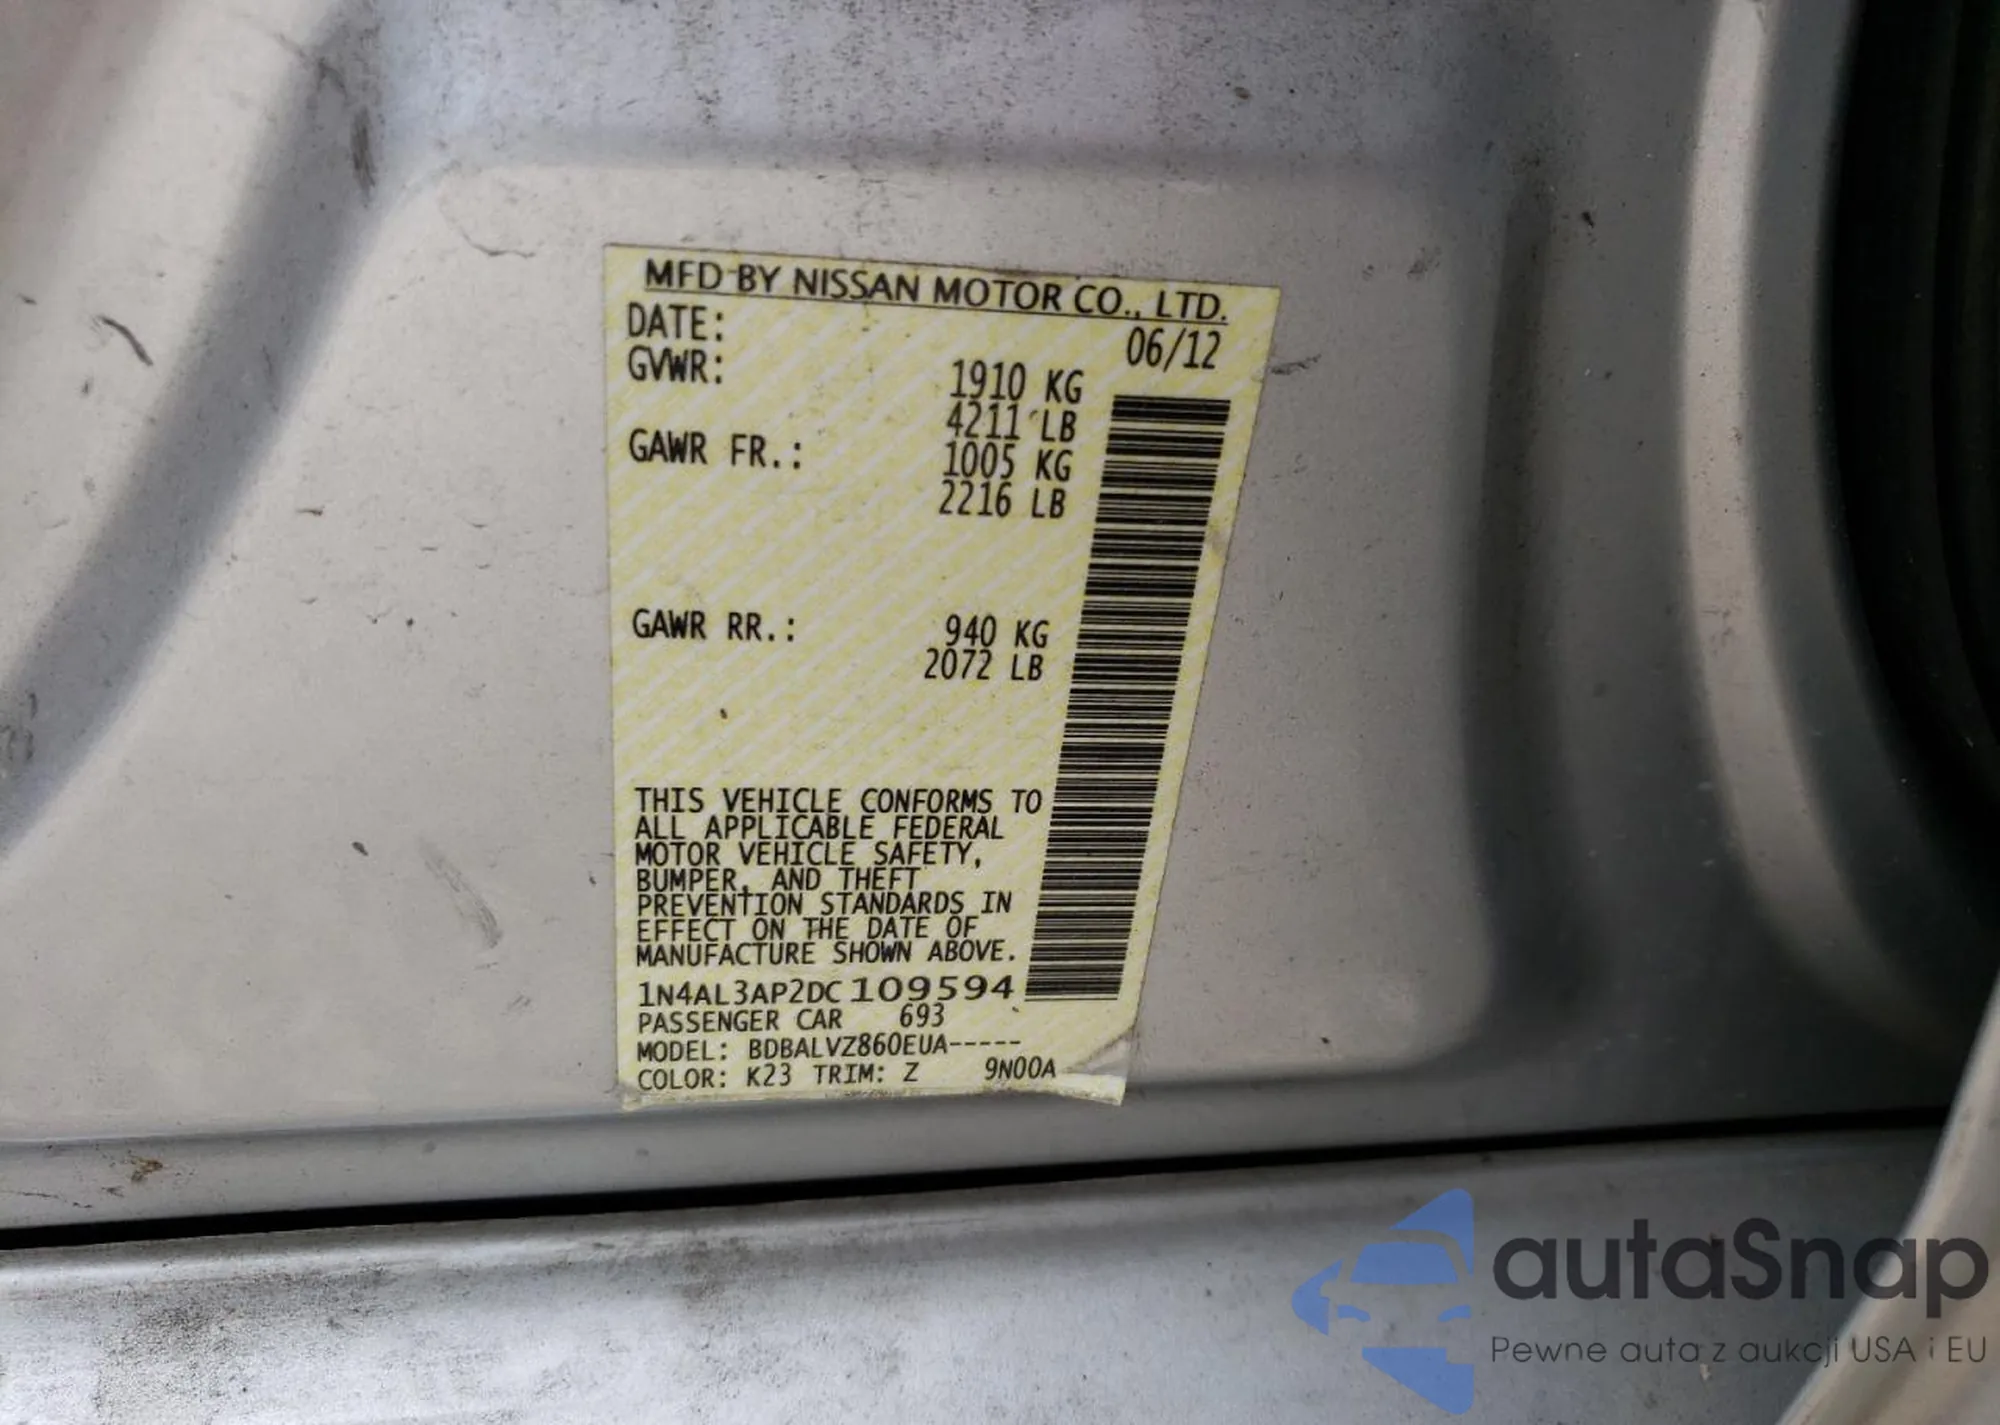 MFD BY NISSAN MOTOR CO., LTD.
DATE: 06/12
GVWR: 1910 KG
4211 LB
GAWR FR.: 1005 KG
2216 LB
GAWR RR.: 940 KG
2072 LB
THIS VEHICLE CONFORMS TO
ALL APPLICABLE FEDERAL
MOTOR VEHICLE SAFETY,
BUMPER, AND THEFT
PREVENTION STANDARDS IN
EFFECT ON THE DATE OF
MANUFACTURE SHOWN ABOVE.
1N4AL3AP2DC109594
PASSENGER CAR 693
MODEL: BDBALVZ860EUA-----
COLOR: K23 TRIM: Z 9N00A
autaSnap
Pewne auta z aukcji USA i EU